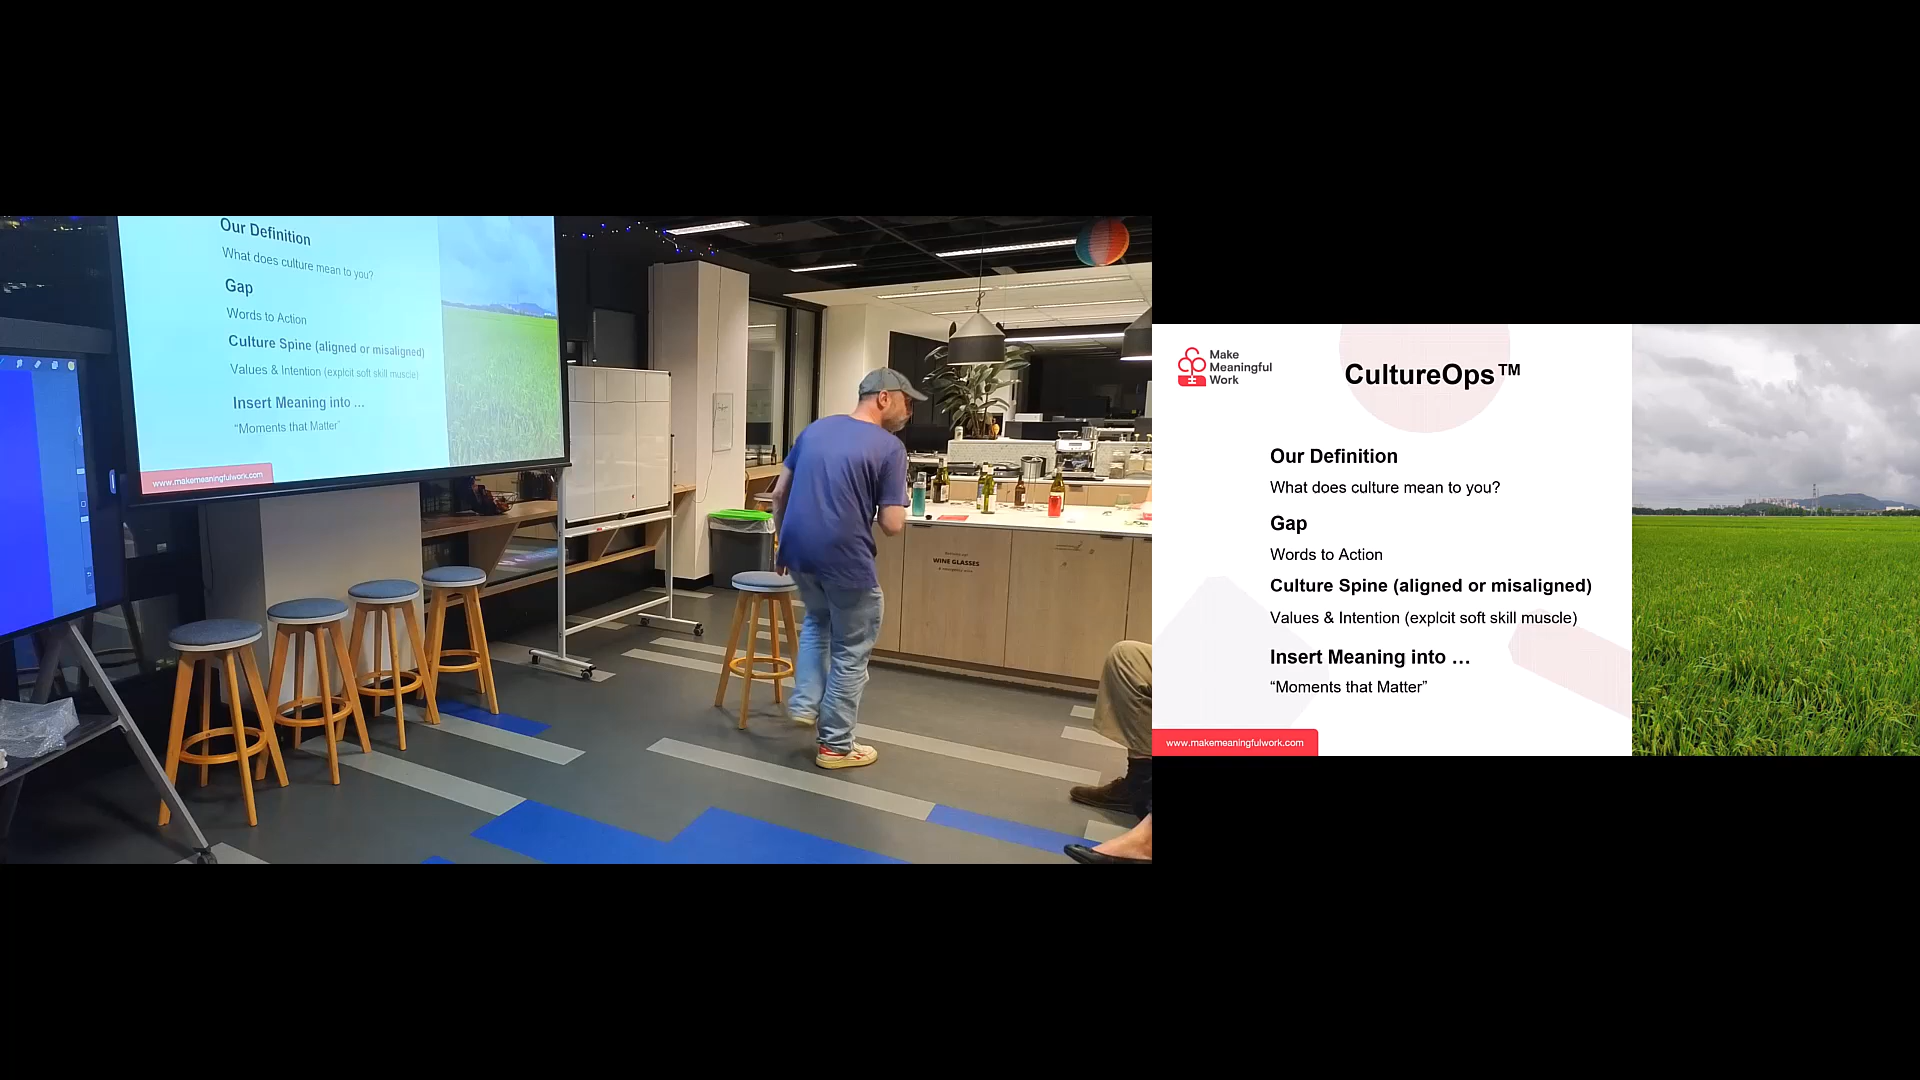 Our Definition
What does culture mean to you?
Gap
Words to Action
Culture Spine (aligned or misaligned)
Values & Intention (explcit soft skill muscle)
Insert Meaning into ...
“Moments that Matter”
www.makemeaningfulwork.com
WINE GLASSES
Make
Meaningful
Work
CultureOps™
Our Definition
What does culture mean to you?
Gap
Words to Action
Culture Spine (aligned or misaligned)
Values & Intention (explcit soft skill muscle)
Insert Meaning into …
“Moments that Matter”
www.makemeaningfulwork.com